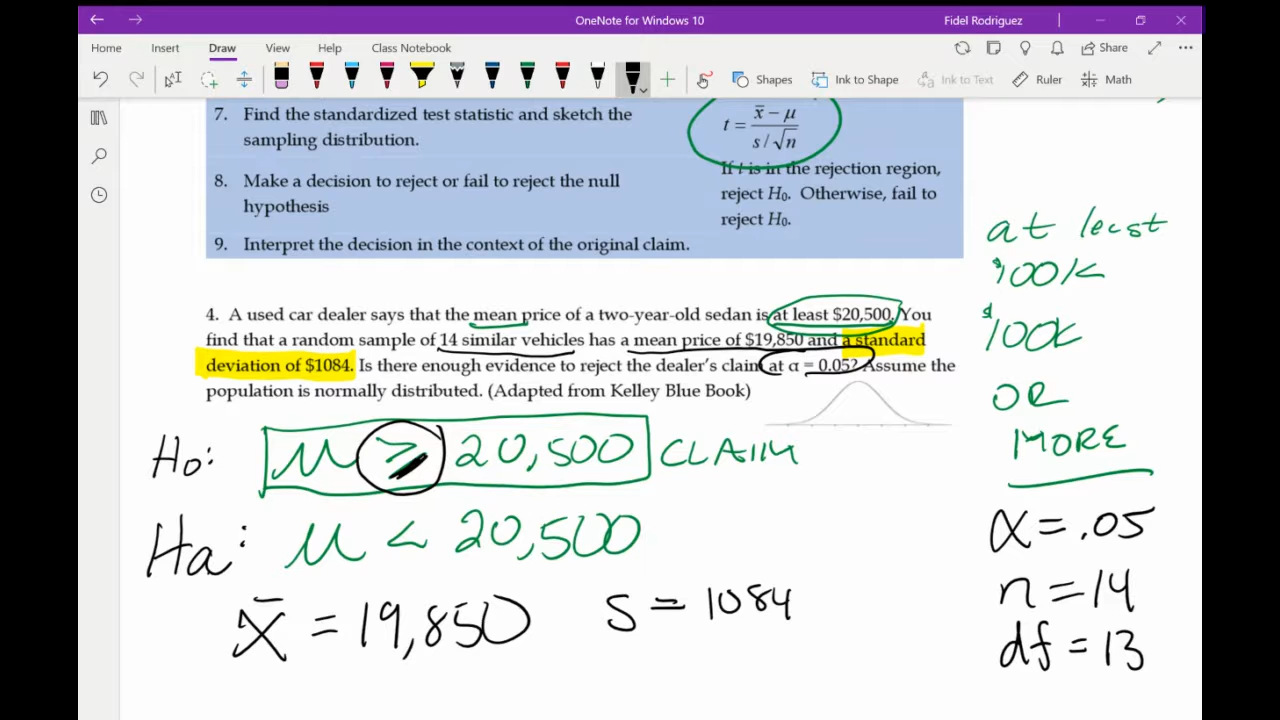 OneNote for Windows 10
Fidel Rodriguez
Home Insert Draw View Help Class Notebook
Share
Shapes Ink to Shape Ink to Text Ruler Math
7. Find the standardized test statistic and sketch the
sampling distribution.
t = x̄ − μ / s / √n
8. Make a decision to reject or fail to reject the null
hypothesis
If t is in the rejection region,
reject H0. Otherwise, fail to
reject H0.
9. Interpret the decision in the context of the original claim.
4. A used car dealer says that the mean price of a two-year-old sedan is at least $20,500. You
find that a random sample of 14 similar vehicles has a mean price of $19,850 and a standard
deviation of $1084. Is there enough evidence to reject the dealer's claim at α = 0.05? Assume the
population is normally distributed. (Adapted from Kelley Blue Book)
Ho: μ ≥ 20,500 CLAIM
Ha: μ < 20,500
x̄ = 19,850 s = 1084
at least
$100K
$100K
OR
MORE
α = .05
n = 14
df = 13